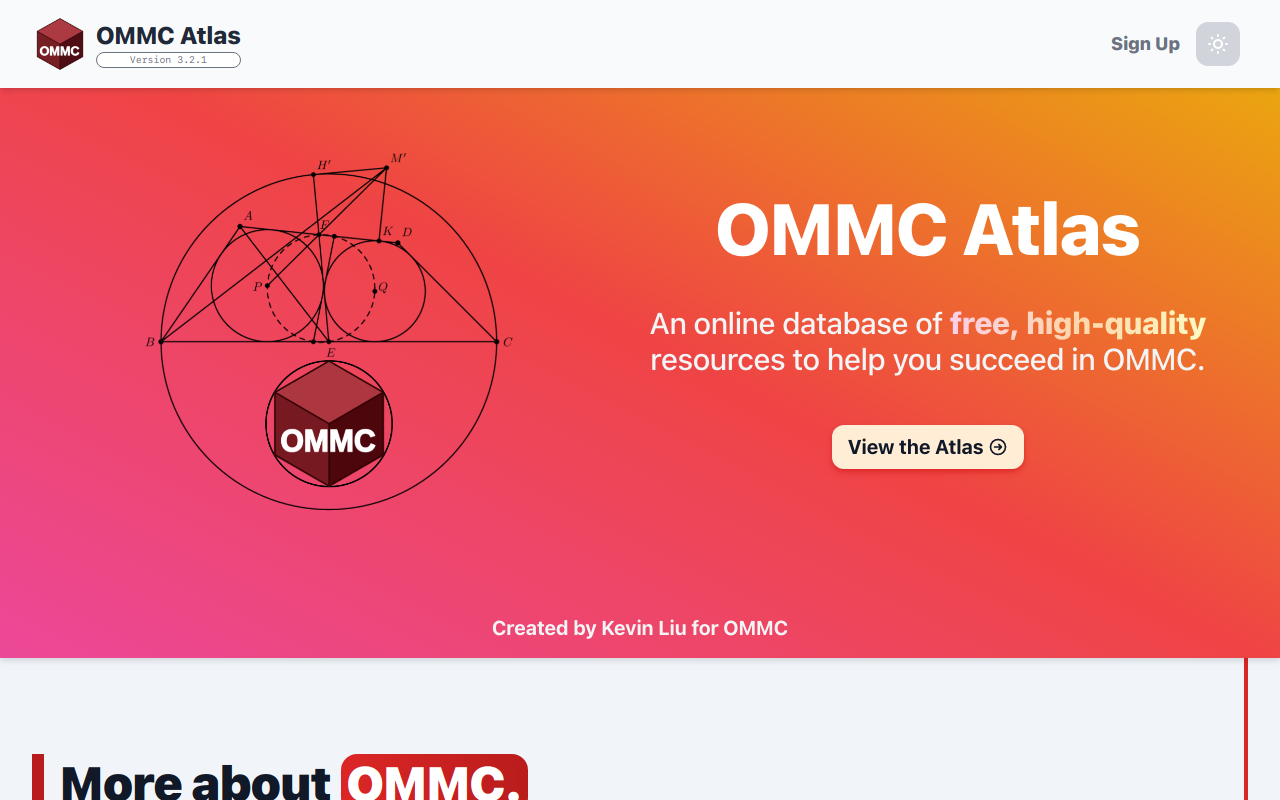 OMMC
OMMC Atlas
Version 3.2.1
Sign Up
H′
M′
A
F
K
D
P
Q
B
E
C
OMMC
OMMC Atlas
An online database of free, high-quality
resources to help you succeed in OMMC.
View the Atlas
Created by Kevin Liu for OMMC
More about OMMC.